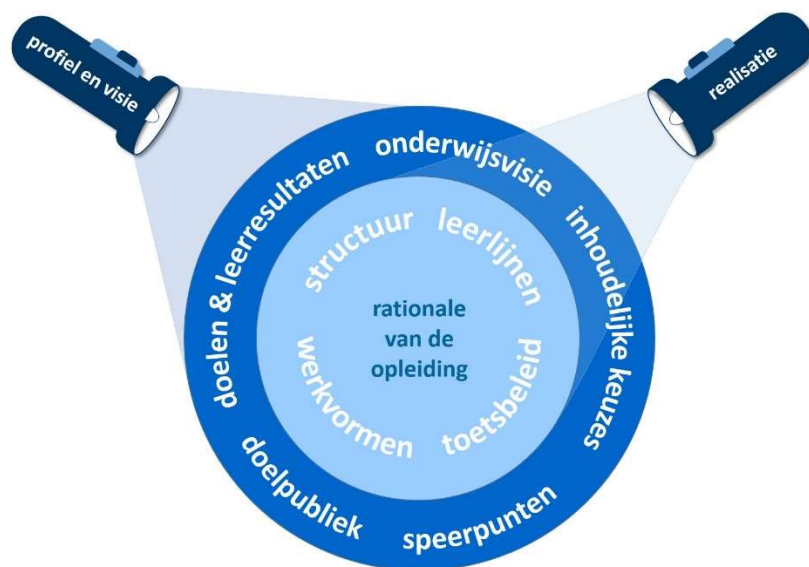 profiel en visie
realisatie
doelen & leerresultaten
onderwijsvisie
inhoudelijke keuzes
speerpunten
doelpubliek
structuur
leerlijnen
toetsbeleid
werkvormen
rationale
van de
opleiding